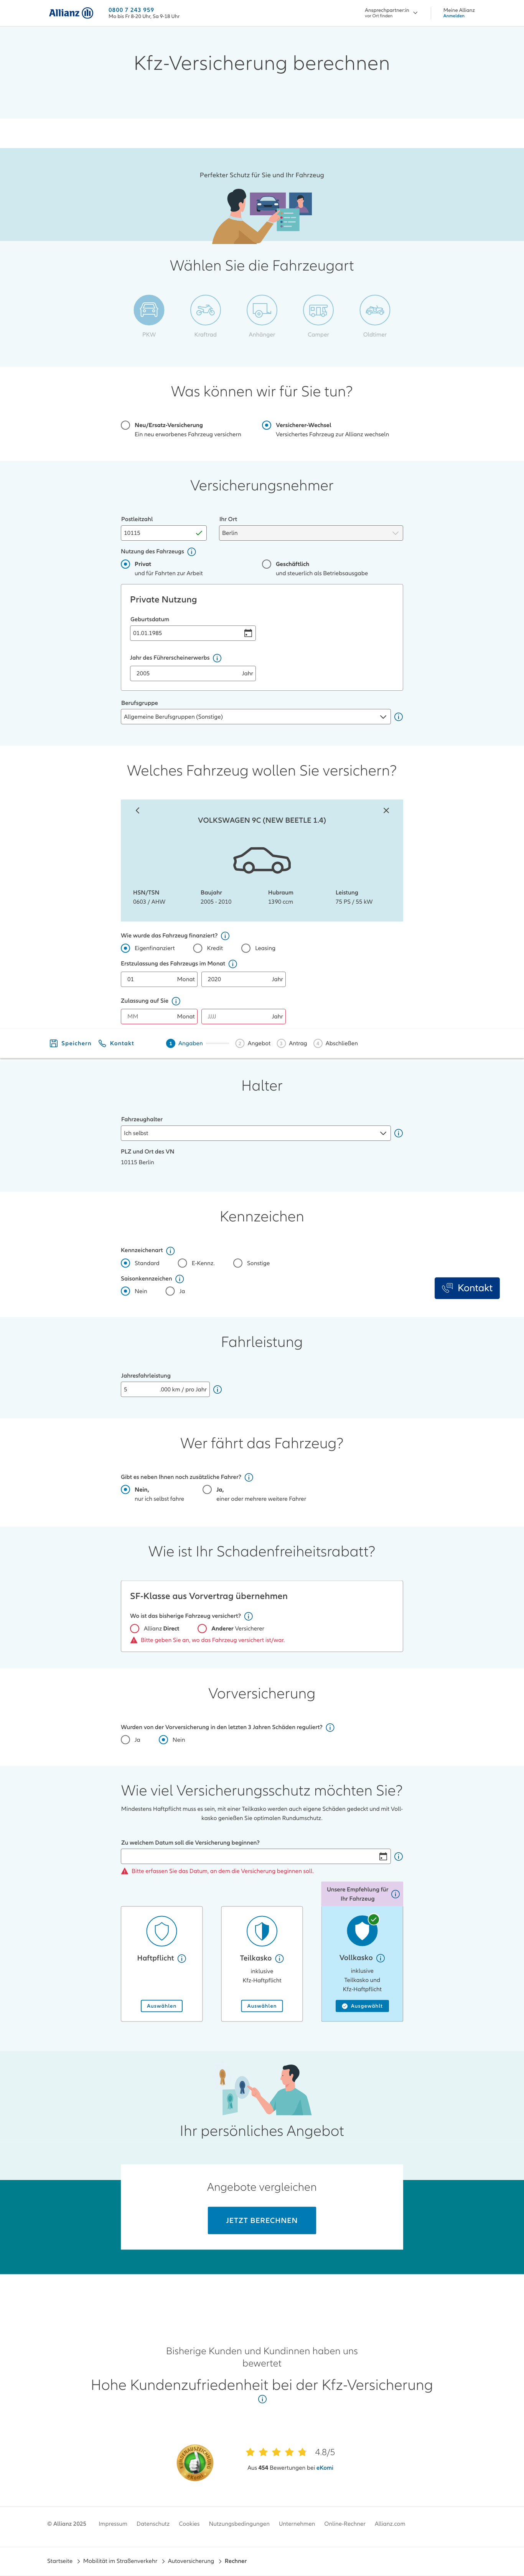 Allianz
0800 7 243 959
Mo bis Fr 8-20 Uhr, Sa 9-18 Uhr
Ansprechpartner:in
vor Ort finden
Meine Allianz
Anmelden
Kfz-Versicherung berechnen
Perfekter Schutz für Sie und Ihr Fahrzeug
Wählen Sie die Fahrzeugart
PKW
Kraftrad
Anhänger
Camper
Oldtimer
Was können wir für Sie tun?
Neu/Ersatz-Versicherung
Ein neu erworbenes Fahrzeug versichern
Versicherer-Wechsel
Versichertes Fahrzeug zur Allianz wechseln
Versicherungsnehmer
Postleitzahl
Ihr Ort
10115
Berlin
Nutzung des Fahrzeugs
Privat
und für Fahrten zur Arbeit
Geschäftlich
und steuerlich als Betriebsausgabe
Private Nutzung
Geburtsdatum
01.01.1985
Jahr des Führerscheinerwerbs
2005 Jahr
Berufsgruppe
Allgemeine Berufsgruppen (Sonstige)
Welches Fahrzeug wollen Sie versichern?
VOLKSWAGEN 9C (NEW BEETLE 1.4)
HSN/TSN
0603 / AHW
Baujahr
2005 - 2010
Hubraum
1390 ccm
Leistung
75 PS / 55 kW
Wie wurde das Fahrzeug finanziert?
Eigenfinanziert
Kredit
Leasing
Erstzulassung des Fahrzeugs im Monat
01 Monat 2020 Jahr
Zulassung auf Sie
MM Monat JJJJ Jahr
Speichern
Kontakt
1 Angaben
2 Angebot
3 Antrag
4 Abschließen
Halter
Fahrzeughalter
Ich selbst
PLZ und Ort des VN
10115 Berlin
Kennzeichen
Kennzeichenart
Standard
E-Kennz.
Sonstige
Saisonkennzeichen
Nein
Ja
Kontakt
Fahrleistung
Jahresfahrleistung
5 .000 km / pro Jahr
Wer fährt das Fahrzeug?
Gibt es neben Ihnen noch zusätzliche Fahrer?
Nein,
nur ich selbst fahre
Ja,
einer oder mehrere weitere Fahrer
Wie ist Ihr Schadenfreiheitsrabatt?
SF-Klasse aus Vorvertrag übernehmen
Wo ist das bisherige Fahrzeug versichert?
Allianz Direct
Anderer Versicherer
Bitte geben Sie an, wo das Fahrzeug versichert ist/war.
Vorversicherung
Wurden von der Vorversicherung in den letzten 3 Jahren Schäden reguliert?
Ja
Nein
Wie viel Versicherungsschutz möchten Sie?
Mindestens Haftpflicht muss es sein, mit einer Teilkasko werden auch eigene Schäden gedeckt und mit Voll-
kasko genießen Sie optimalen Rundumschutz.
Zu welchem Datum soll die Versicherung beginnen?
Bitte erfassen Sie das Datum, an dem die Versicherung beginnen soll.
Unsere Empfehlung für
Ihr Fahrzeug
Haftpflicht
Auswählen
Teilkasko
inklusive
Kfz-Haftpflicht
Auswählen
Vollkasko
inklusive
Teilkasko und
Kfz-Haftpflicht
Ausgewählt
Ihr persönliches Angebot
Angebote vergleichen
JETZT BERECHNEN
Bisherige Kunden und Kundinnen haben uns
bewertet
Hohe Kundenzufriedenheit bei der Kfz-Versicherung
4.8/5
Aus 454 Bewertungen bei eKomi
© Allianz 2025
Impressum
Datenschutz
Cookies
Nutzungsbedingungen
Unternehmen
Online-Rechner
Allianz.com
Startseite
Mobilität im Straßenverkehr
Autoversicherung
Rechner